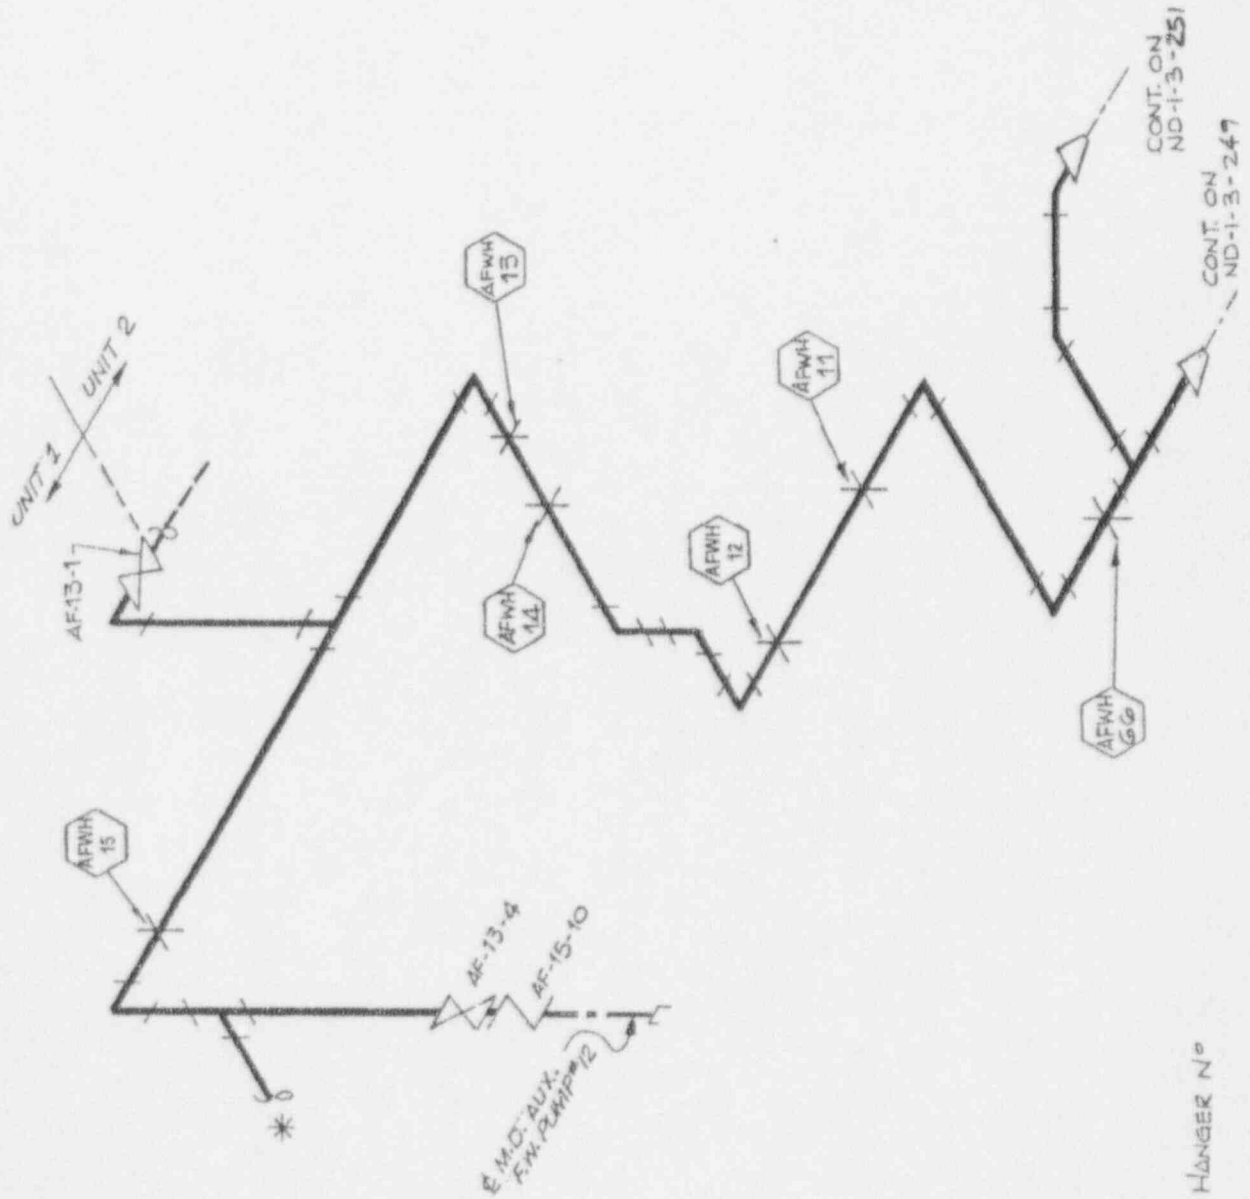 UNIT 1
UNIT 2
AF-13-1
AFWH
13
AFWH
14
AFWH
15
AFWH
12
AFWH
11
AFWH
66
AF-13-4
AF-15-10
℄ M.D. AUX.
F.W. PUMP #12
CONT. ON
ND-1-3-251
CONT. ON
ND-1-3-249
*
HANGER Nº